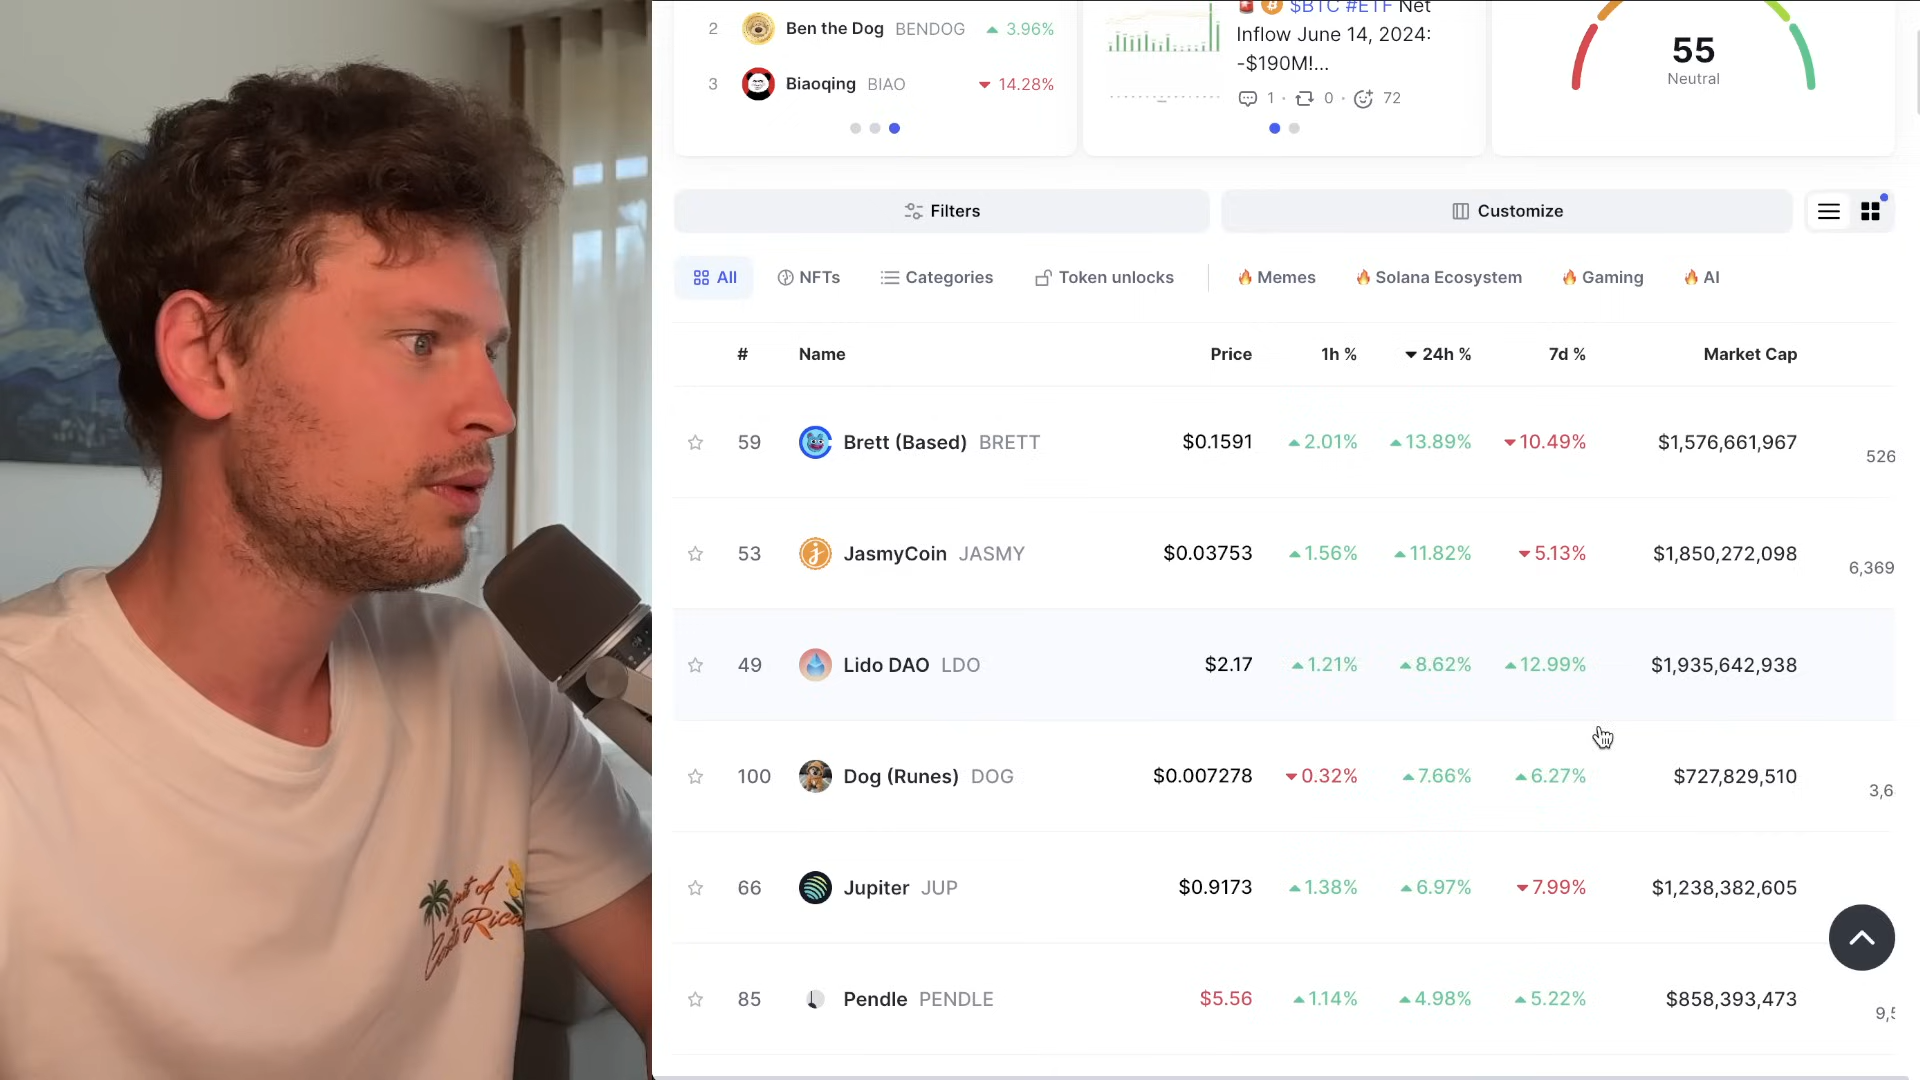 2 Ben the Dog BENDOG 3.96%
3 Biaoqing BIAO 14.28%
$BTC #ETF Net
Inflow June 14, 2024:
-$190M!...
1 · 0 · 72
55
Neutral
Filters
Customize
All NFTs Categories Token unlocks Memes Solana Ecosystem Gaming AI
# Name Price 1h % 24h % 7d % Market Cap
59 Brett (Based) BRETT $0.1591 2.01% 13.89% 10.49% $1,576,661,967 526
53 JasmyCoin JASMY $0.03753 1.56% 11.82% 5.13% $1,850,272,098 6,369
49 Lido DAO LDO $2.17 1.21% 8.62% 12.99% $1,935,642,938
100 Dog (Runes) DOG $0.007278 0.32% 7.66% 6.27% $727,829,510 3,6
66 Jupiter JUP $0.9173 1.38% 6.97% 7.99% $1,238,382,605
85 Pendle PENDLE $5.56 1.14% 4.98% 5.22% $858,393,473 9,5
of
Costa Rica